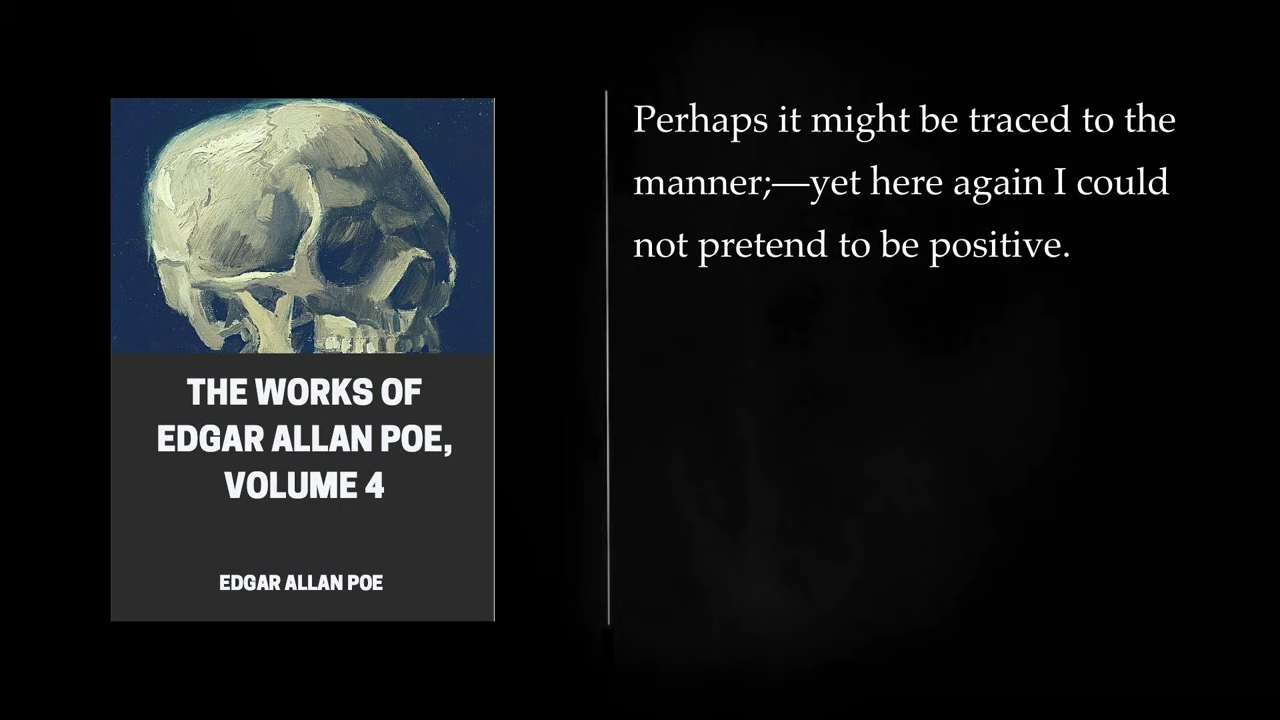 THE WORKS OF
EDGAR ALLAN POE,
VOLUME 4
EDGAR ALLAN POE
Perhaps it might be traced to the
manner;—yet here again I could
not pretend to be positive.